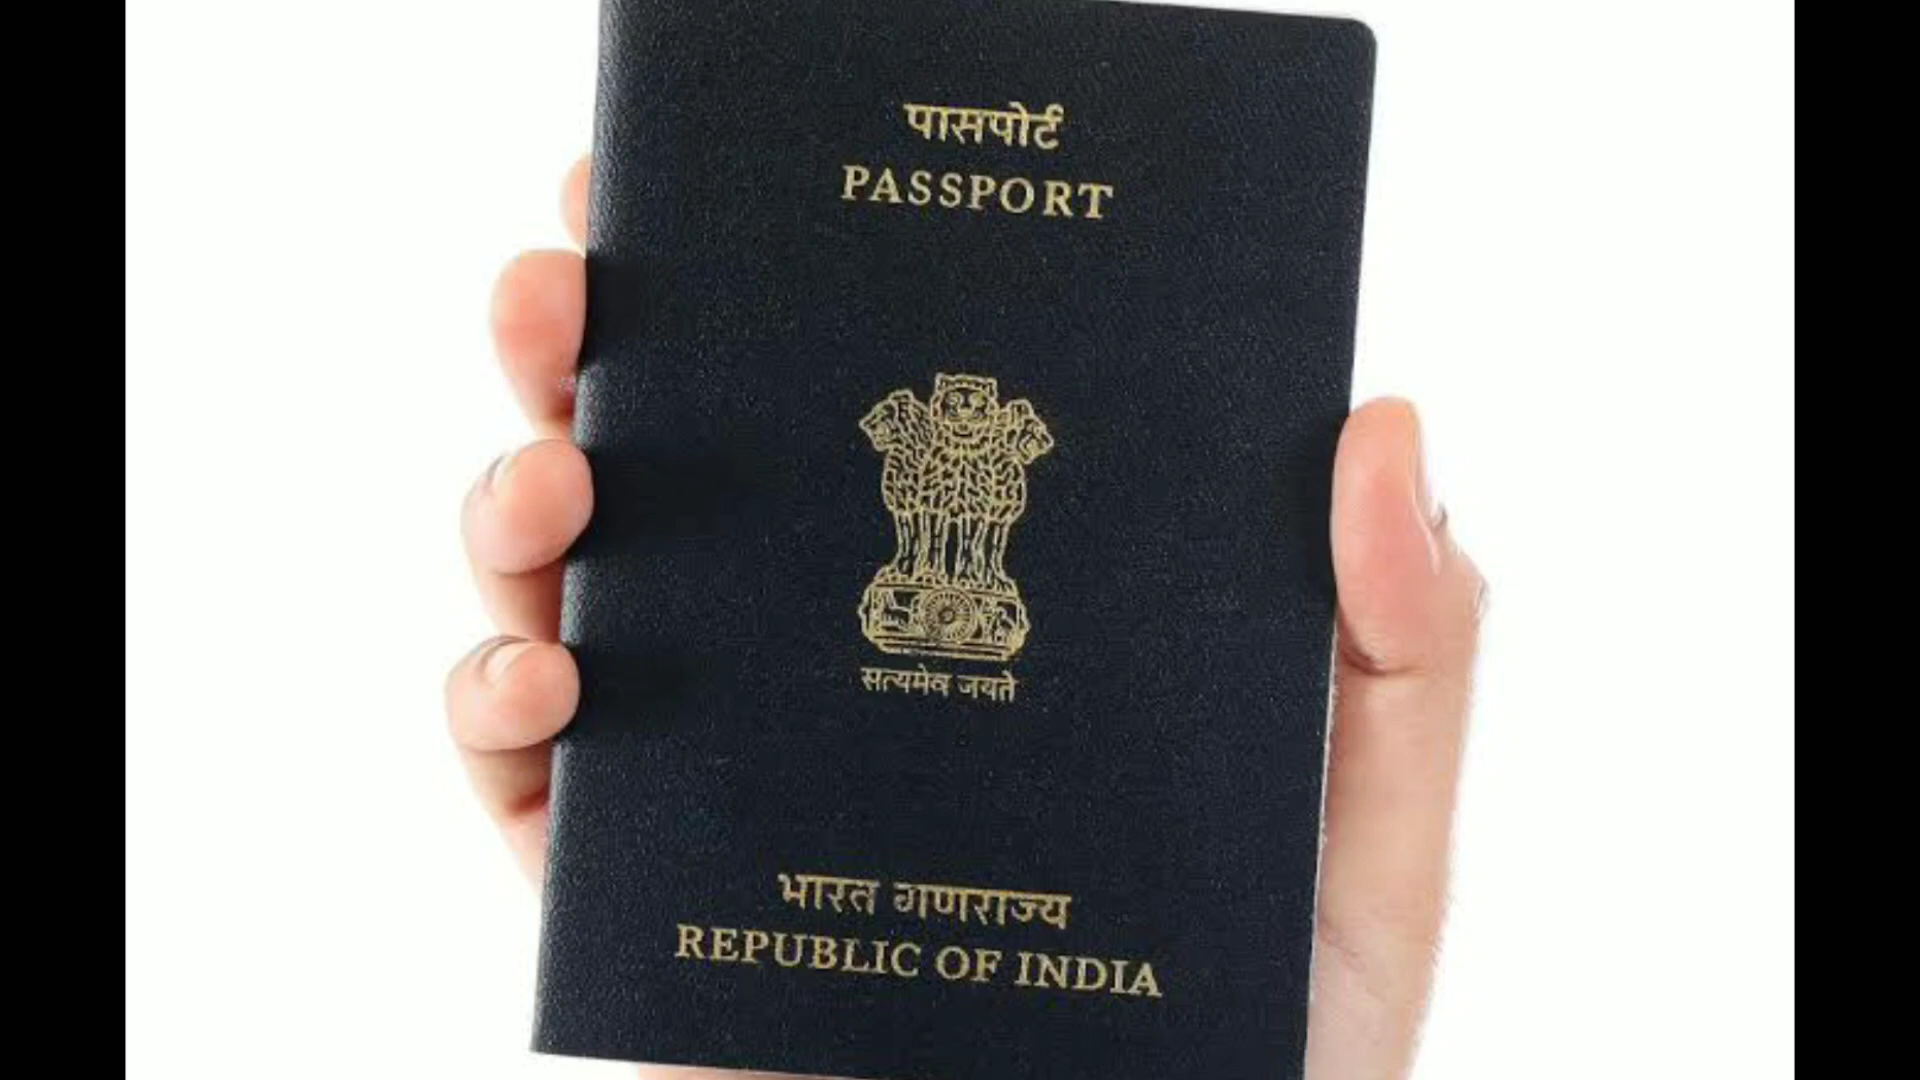 पासपोर्ट
PASSPORT
सत्यमेव जयते
भारत गणराज्य
REPUBLIC OF INDIA